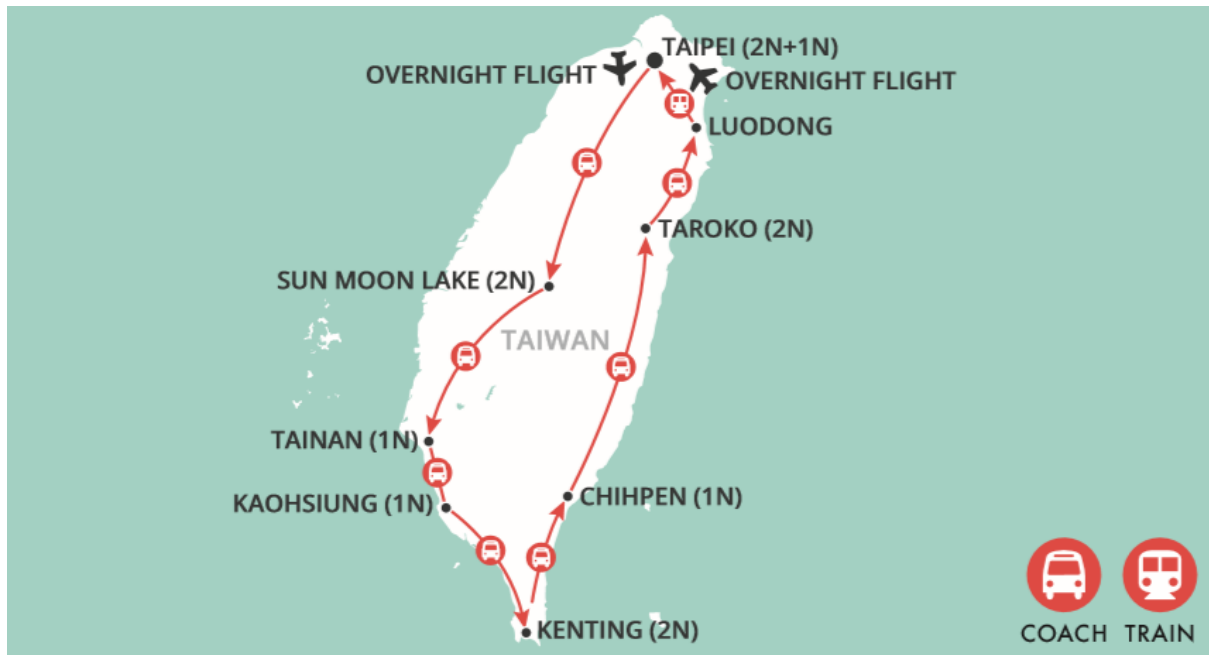 TAIPEI (2N+1N)
OVERNIGHT FLIGHT
OVERNIGHT FLIGHT
LUODONG
TAROKO (2N)
SUN MOON LAKE (2N)
TAIWAN
TAINAN (1N)
KAOHSIUNG (1N)
CHIHPEN (1N)
KENTING (2N)
COACH
TRAIN